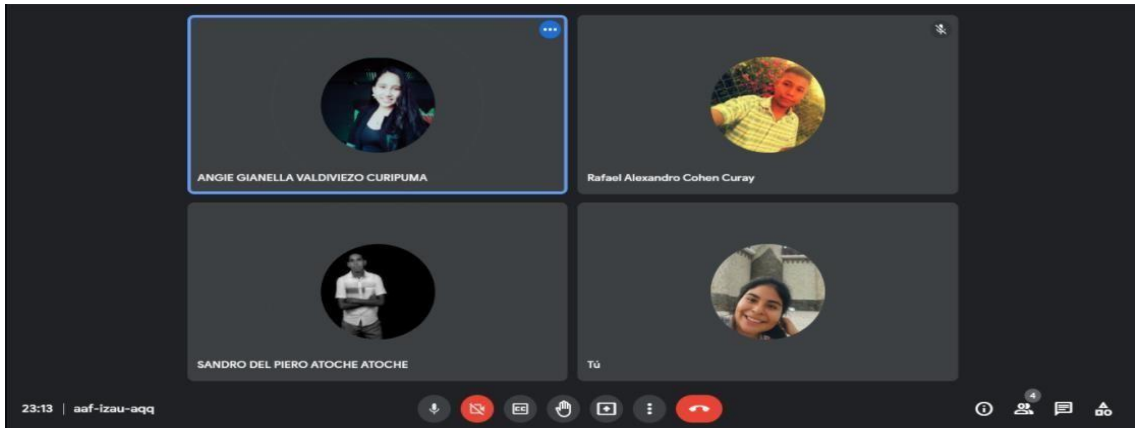 ANGIE GIANELLA VALDIVIEZO CURIPUMA
Rafael Alexandro Cohen Curay
SANDRO DEL PIERO ATOCHE ATOCHE
Tú
23:13 | aaf-izau-aqq
CC
4